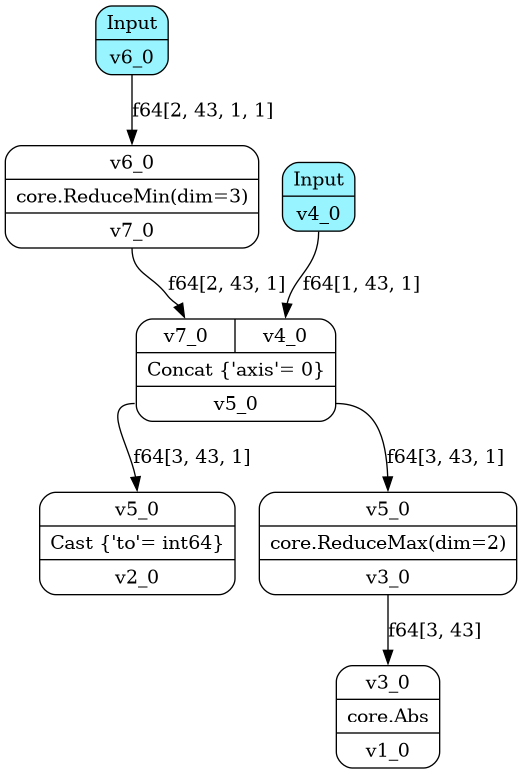 Input
v6_0
f64[2, 43, 1, 1]
v6_0
core.ReduceMin(dim=3)
v7_0
Input
v4_0
f64[2, 43, 1]
f64[1, 43, 1]
v7_0
v4_0
Concat {'axis'= 0}
v5_0
f64[3, 43, 1]
f64[3, 43, 1]
v5_0
Cast {'to'= int64}
v2_0
v5_0
core.ReduceMax(dim=2)
v3_0
f64[3, 43]
v3_0
core.Abs
v1_0